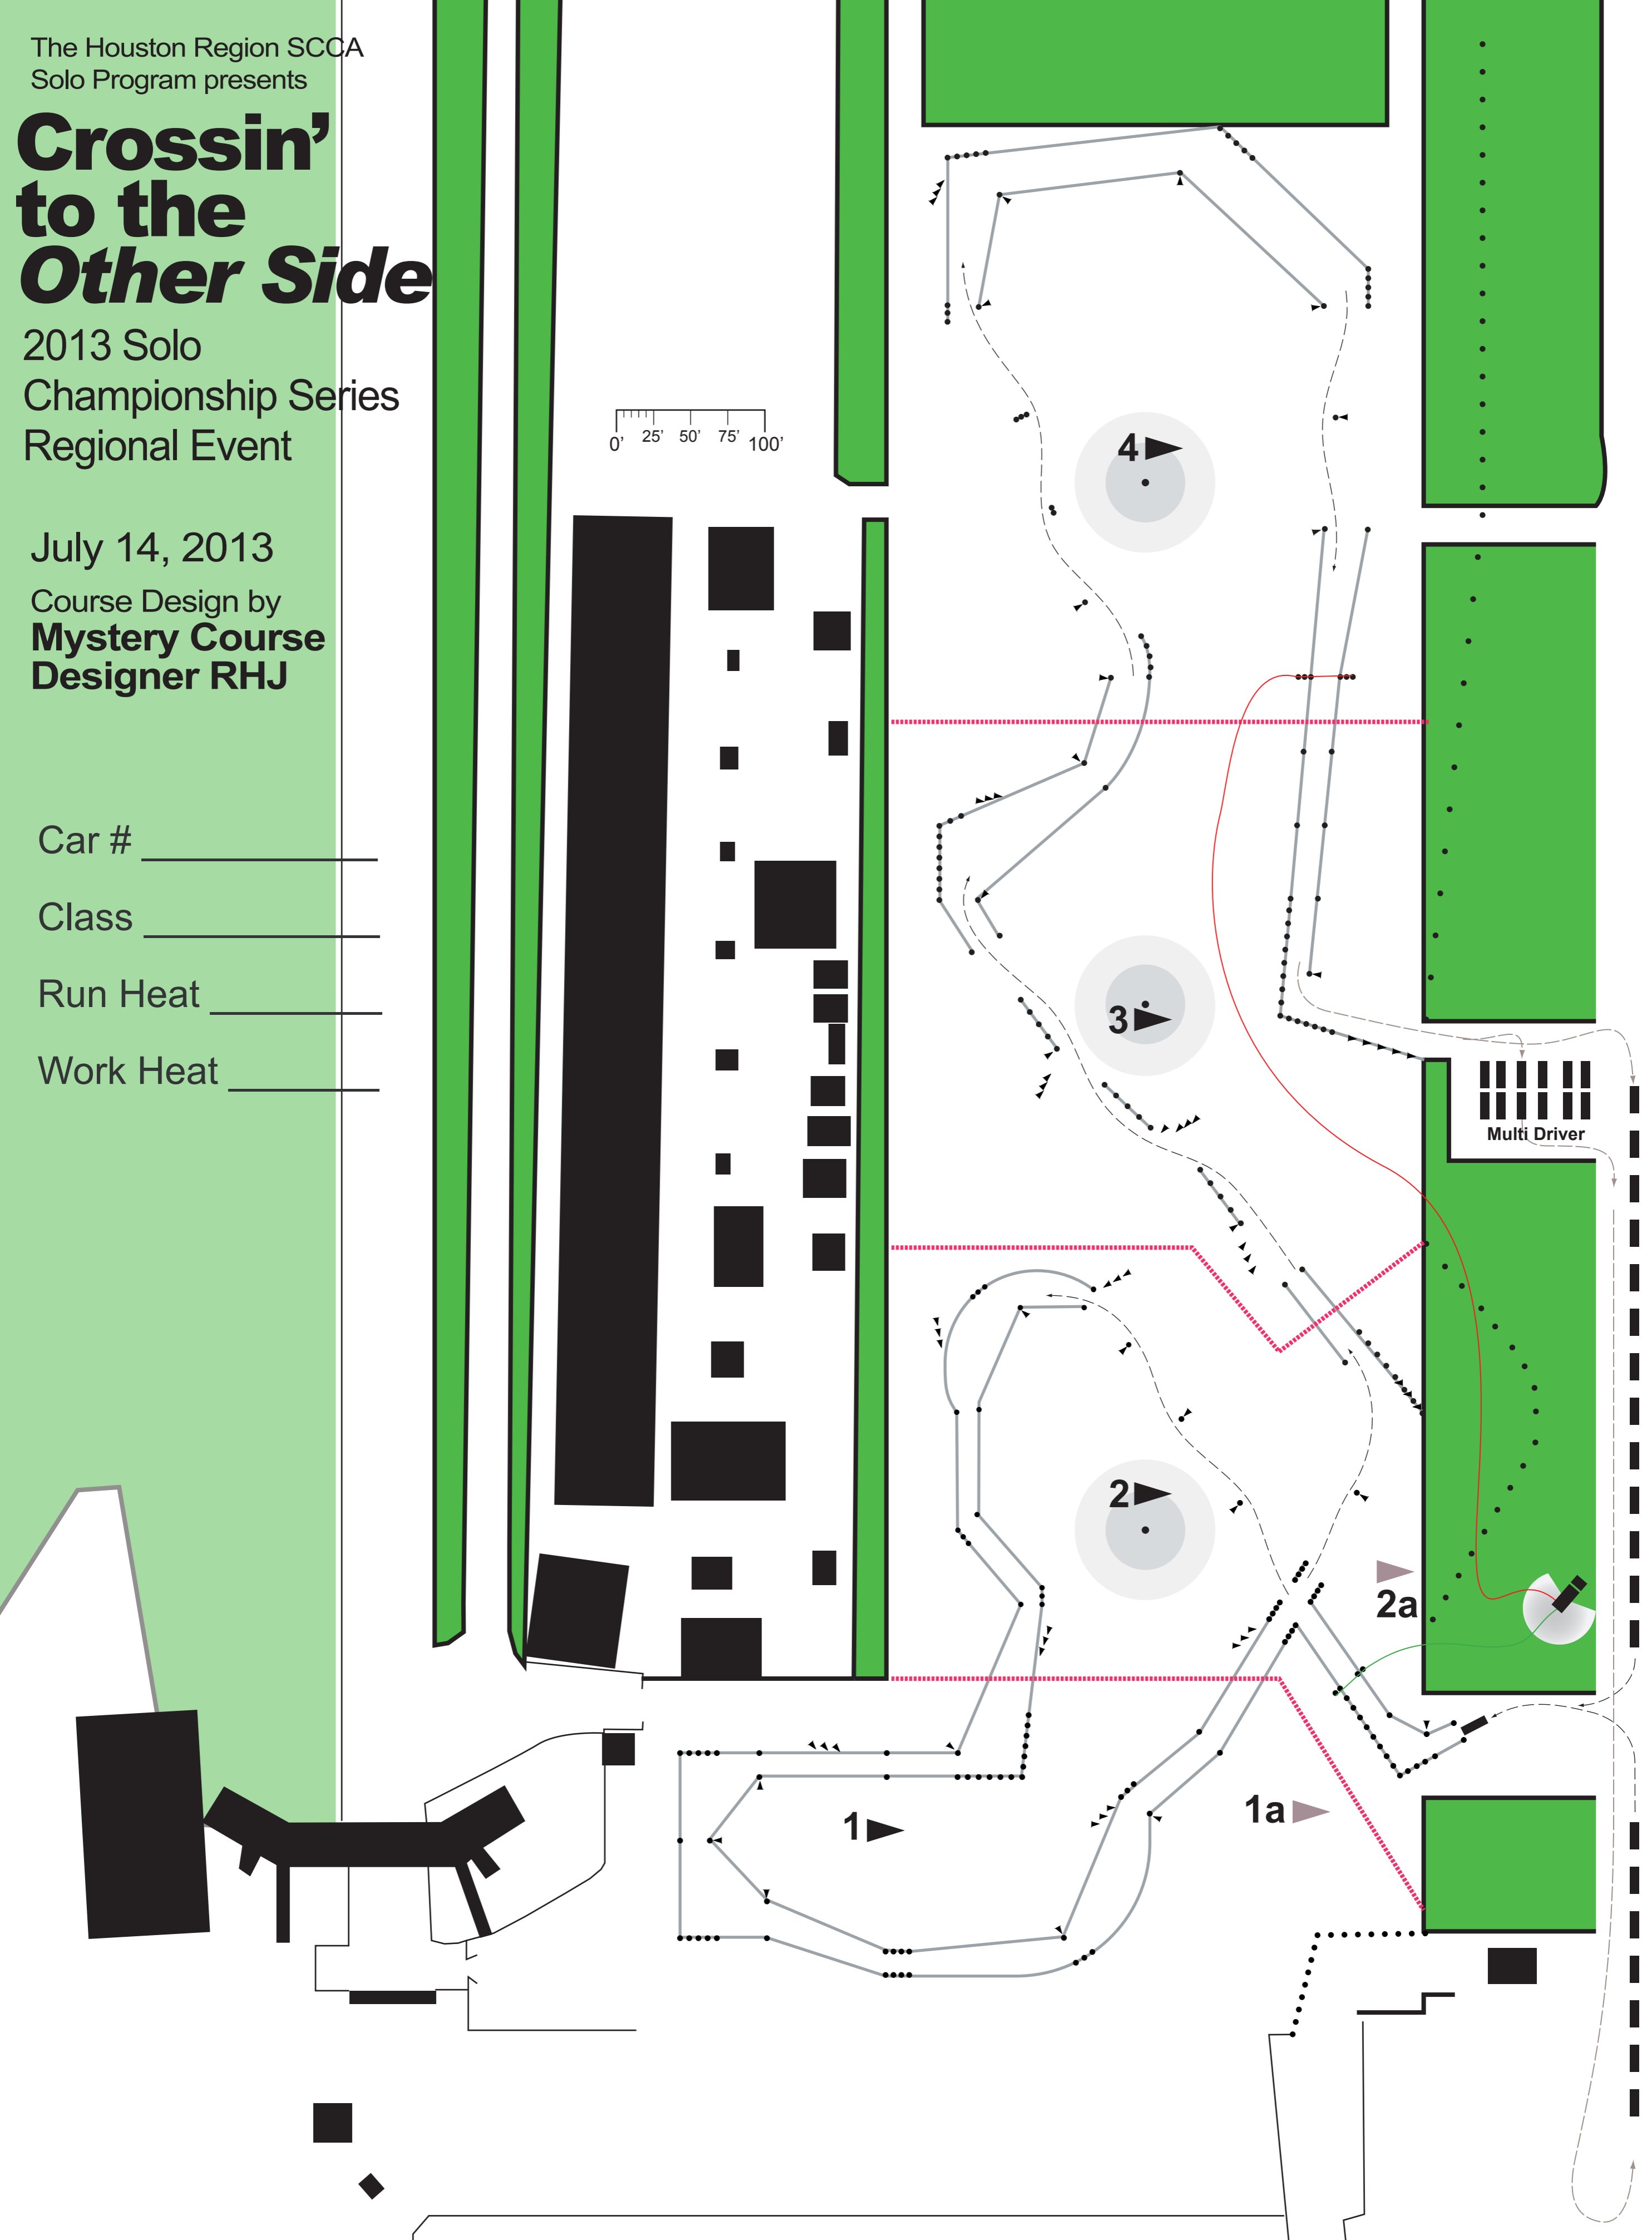 The Houston Region SCCA
Solo Program presents
Crossin’
to the
Other Side
2013 Solo
Championship Series
Regional Event
July 14, 2013
Course Design by
Mystery Course
Designer RHJ
Car #
Class
Run Heat
Work Heat
0’ 25’ 50’ 75’ 100’
4
3
Multi Driver
2
2a
1a
1